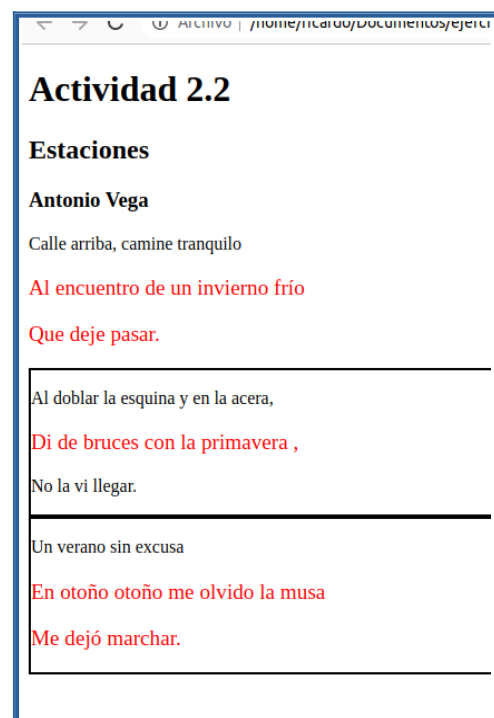 Archivo | /home/ricardo/Documentos/ejerci
Actividad 2.2
Estaciones
Antonio Vega
Calle arriba, camine tranquilo
Al encuentro de un invierno frío
Que deje pasar.
Al doblar la esquina y en la acera,
Di de bruces con la primavera ,
No la vi llegar.
Un verano sin excusa
En otoño otoño me olvido la musa
Me dejó marchar.